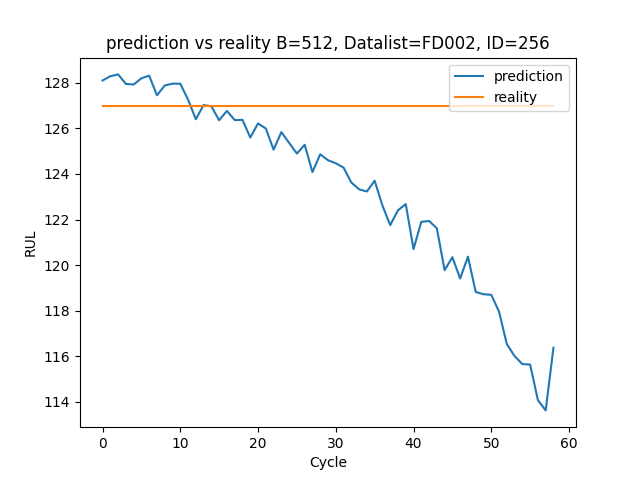 prediction vs reality B=512, Datalist=FD002, ID=256
prediction
reality
128
126
124
122
120
118
116
114
RUL
0 10 20 30 40 50 60
Cycle